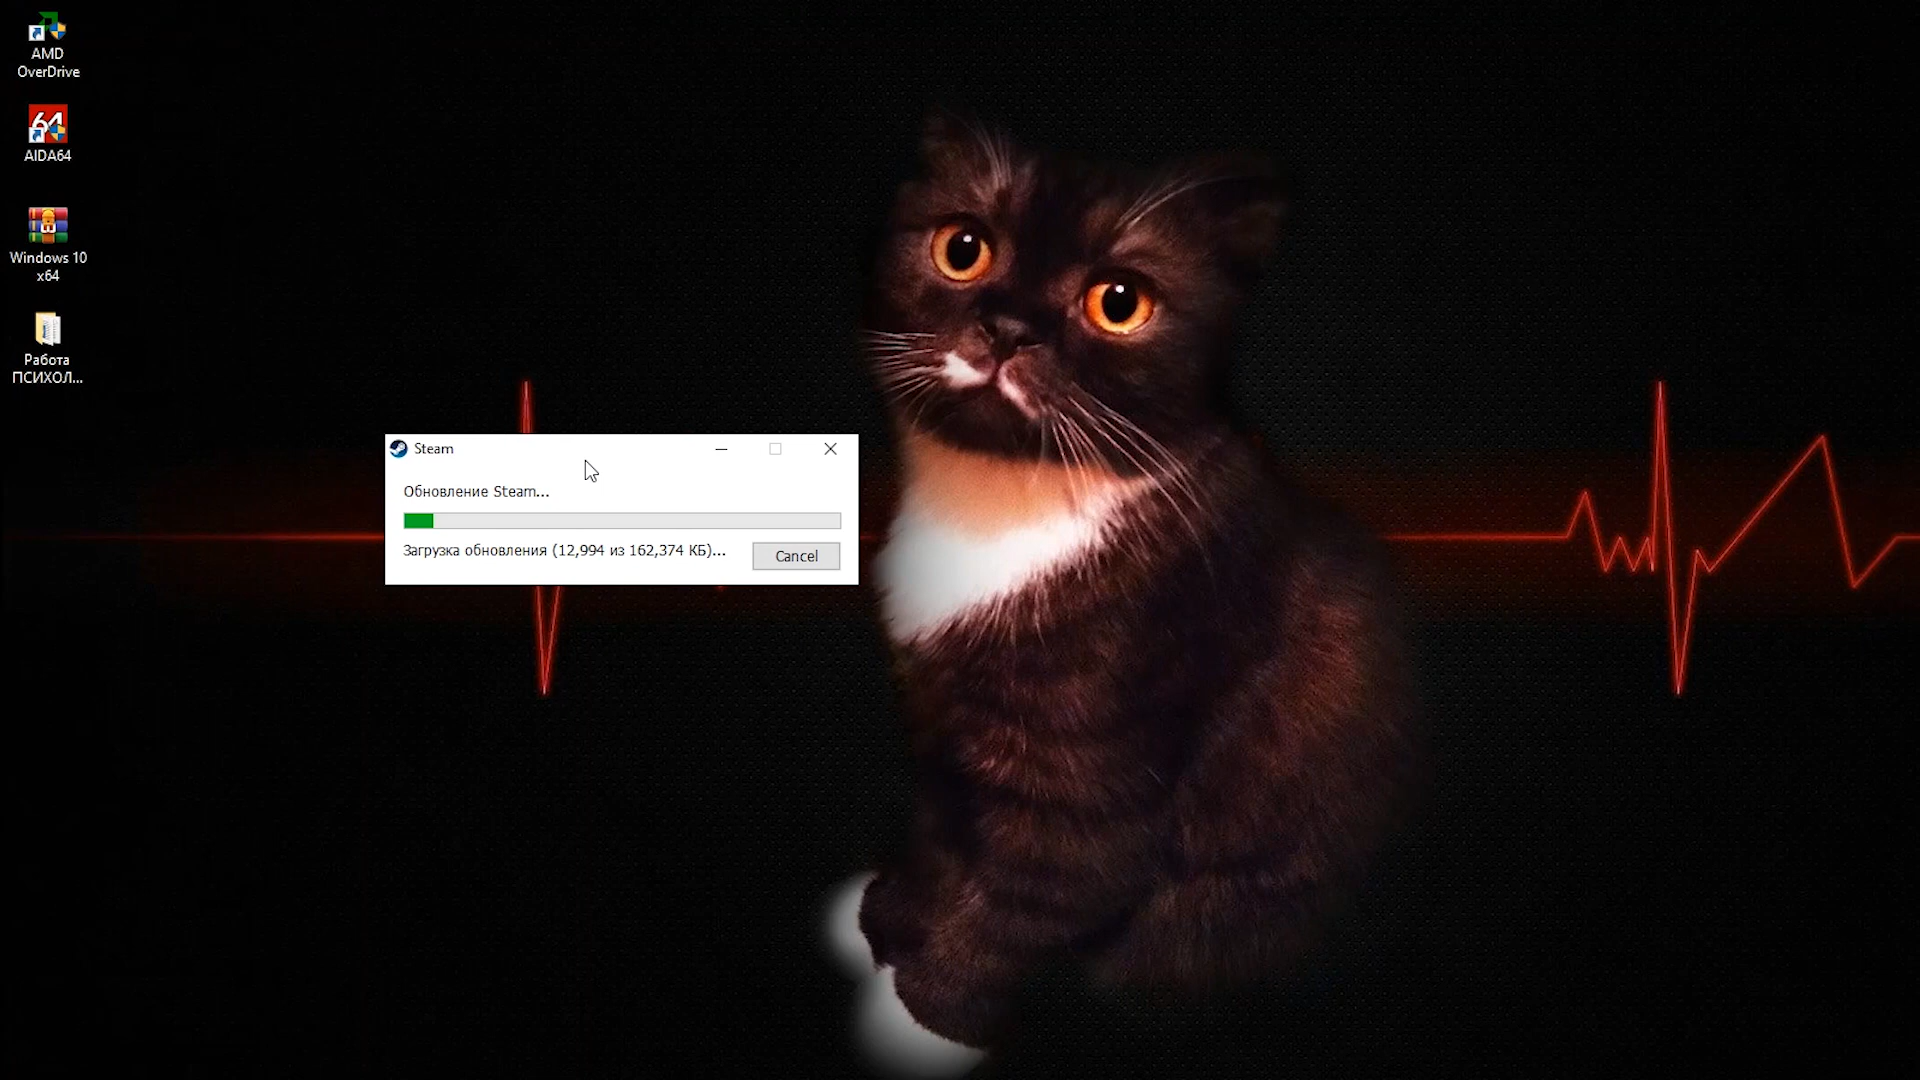 AMD
OverDrive
64
AIDA64
Windows 10
x64
Работа
ПСИХОЛ...
Steam
Обновление Steam...
Загрузка обновления (12,994 из 162,374 КБ)...
Cancel